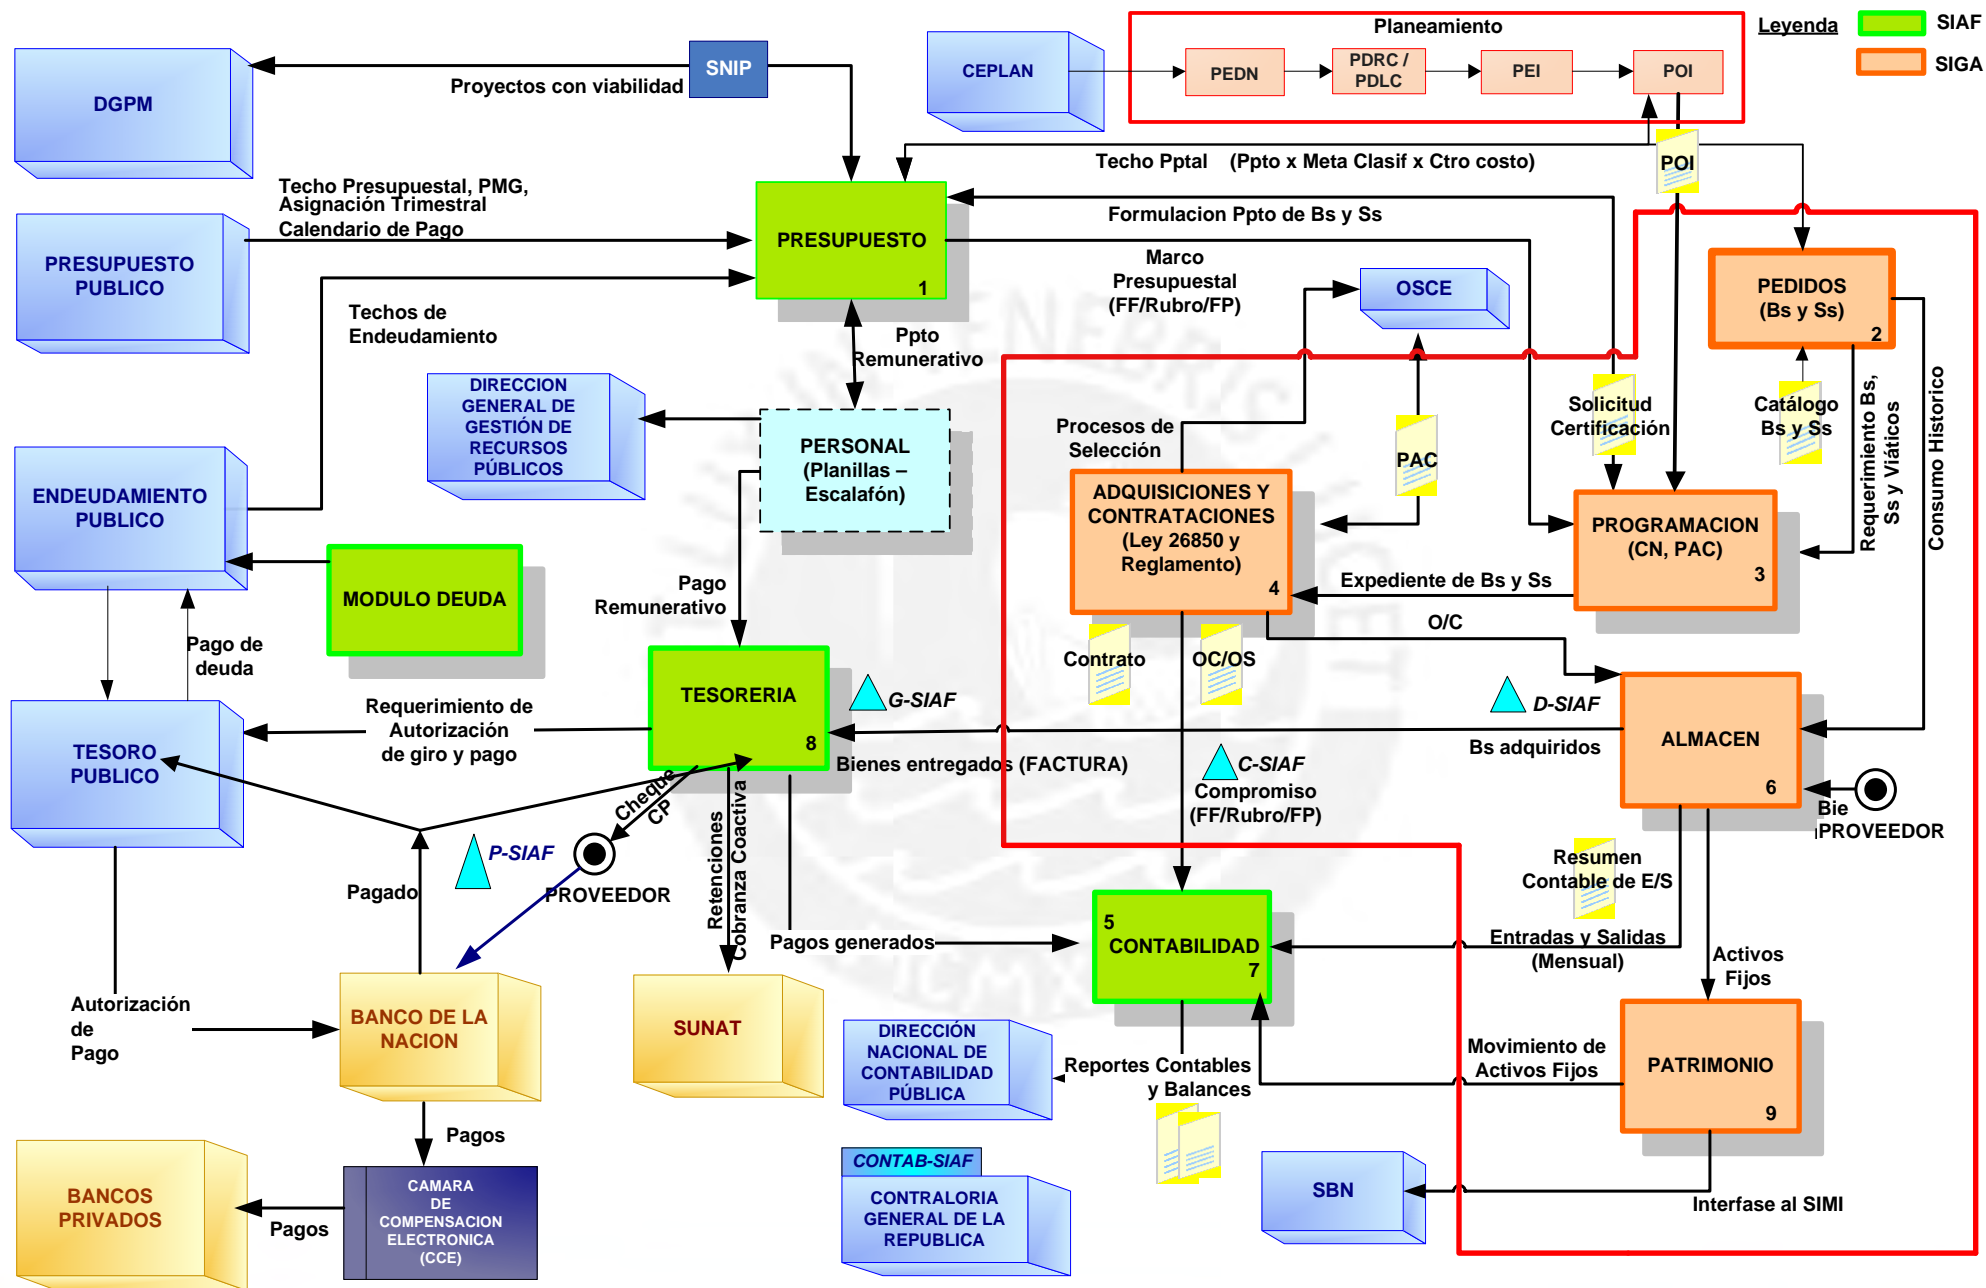 Planeamiento
Leyenda
SIAF
SIGA
DGPM
SNIP
Proyectos con viabilidad
CEPLAN
PEDN
PDRC /
PDLC
PEI
POI
Techo Pptal (Ppto x Meta Clasif x Ctro costo)
POI
Techo Presupuestal, PMG,
Asignación Trimestral
Calendario de Pago
PRESUPUESTO
PUBLICO
PRESUPUESTO
1
Formulacion Ppto de Bs y Ss
Marco
Presupuestal
(FF/Rubro/FP)
OSCE
PEDIDOS
(Bs y Ss)
2
Techos de
Endeudamiento
Ppto
Remunerativo
DIRECCION
GENERAL DE
GESTIÓN DE
RECURSOS
PÚBLICOS
PERSONAL
(Planillas –
Escalafón)
Procesos de
Selección
PAC
Solicitud
Certificación
Catálogo
Bs y Ss
Requerimiento Bs,
Ss y Viáticos
Consumo Historico
ENDEUDAMIENTO
PUBLICO
MODULO DEUDA
ADQUISICIONES Y
CONTRATACIONES
(Ley 26850 y
Reglamento)
4
PROGRAMACION
(CN, PAC)
3
Expediente de Bs y Ss
O/C
Pago
Remunerativo
Pago de
deuda
Contrato
OC/OS
TESORERIA
8
G-SIAF
D-SIAF
Requerimiento de
Autorización
de giro y pago
TESORO
PUBLICO
Bs adquiridos
ALMACEN
6
Bienes entregados (FACTURA)
C-SIAF
Compromiso
(FF/Rubro/FP)
Bie
PROVEEDOR
Cheque
CP
Retenciones
Cobranza Coactiva
P-SIAF
Pagado
PROVEEDOR
Resumen
Contable de E/S
5
CONTABILIDAD
7
Pagos generados
Entradas y Salidas
(Mensual)
Activos
Fijos
Autorización
de
Pago
BANCO DE LA
NACION
SUNAT
DIRECCIÓN
NACIONAL DE
CONTABILIDAD
PÚBLICA
Reportes Contables
y Balances
Movimiento de
Activos Fijos
PATRIMONIO
9
Pagos
BANCOS
PRIVADOS
Pagos
CAMARA
DE
COMPENSACION
ELECTRONICA
(CCE)
CONTAB-SIAF
CONTRALORIA
GENERAL DE LA
REPUBLICA
SBN
Interfase al SIMI